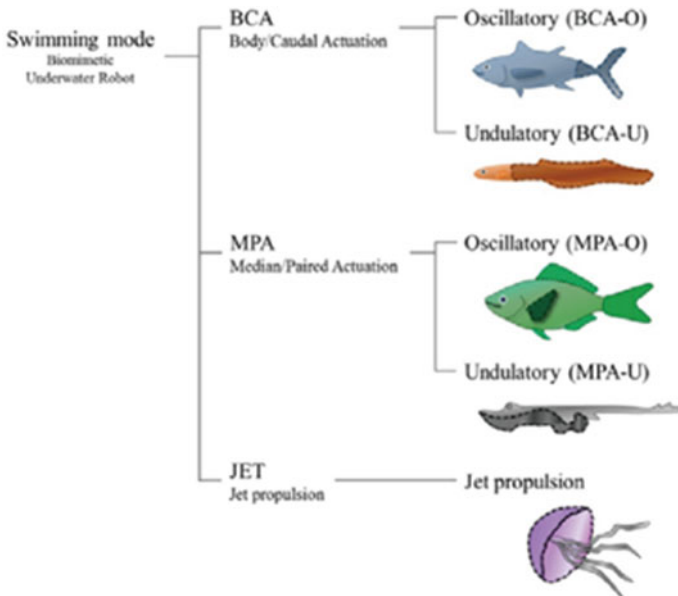 Swimming mode
Biomimetic
Underwater Robot
BCA
Body/Caudal Actuation
Oscillatory (BCA-O)
Undulatory (BCA-U)
MPA
Median/Paired Actuation
Oscillatory (MPA-O)
Undulatory (MPA-U)
JET
Jet propulsion
Jet propulsion